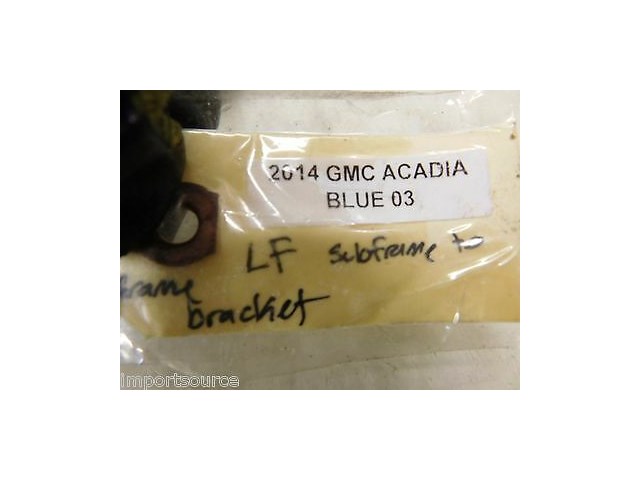 2014 GMC ACADIA
BLUE 03
LF subframe to
frame bracket
importsource